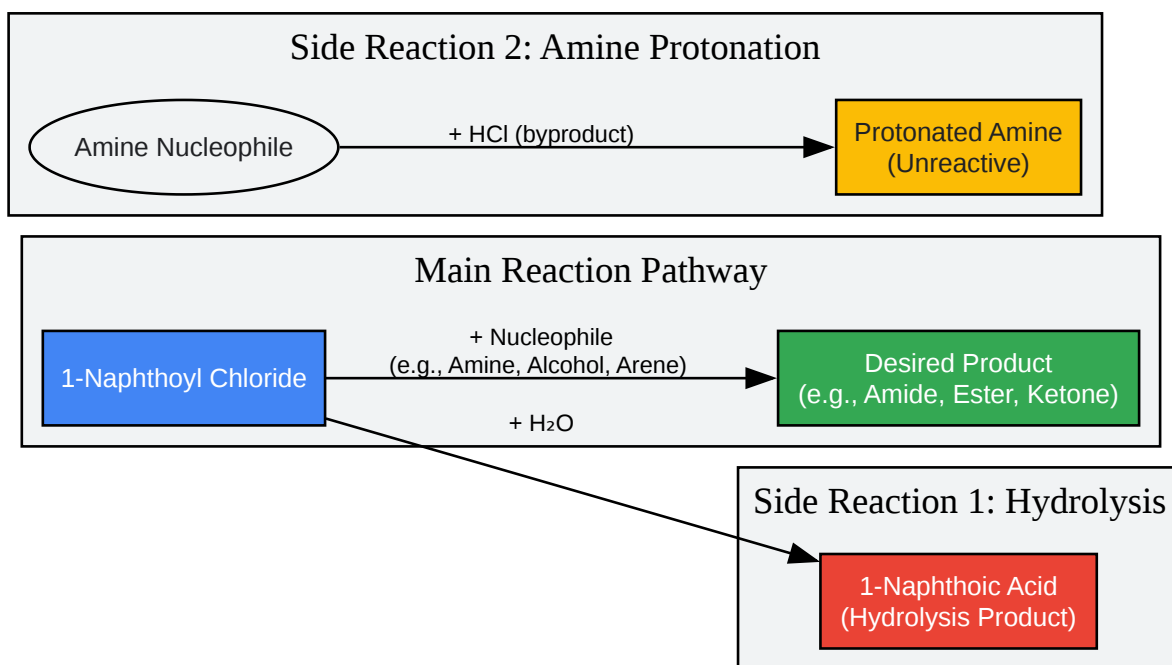 Side Reaction 2: Amine Protonation
Amine Nucleophile
+ HCl (byproduct)
Protonated Amine
(Unreactive)
Main Reaction Pathway
1-Naphthoyl Chloride
+ Nucleophile
(e.g., Amine, Alcohol, Arene)
Desired Product
(e.g., Amide, Ester, Ketone)
+ H₂O
Side Reaction 1: Hydrolysis
1-Naphthoic Acid
(Hydrolysis Product)